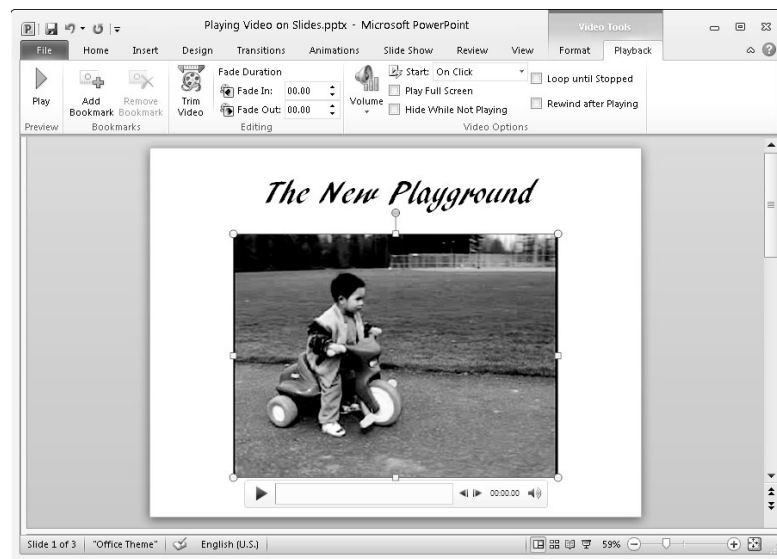 Playing Video on Slides.pptx - Microsoft PowerPoint
Video Tools
File Home Insert Design Transitions Animations Slide Show Review View Format Playback
Play
Preview
Add Bookmark
Remove Bookmark
Bookmarks
Trim Video
Fade Duration
Fade In: 00.00
Fade Out: 00.00
Editing
Volume
Start: On Click
Play Full Screen
Hide While Not Playing
Loop until Stopped
Rewind after Playing
Video Options
The New Playground
00:00.00
Slide 1 of 3 "Office Theme" English (U.S.) 59%